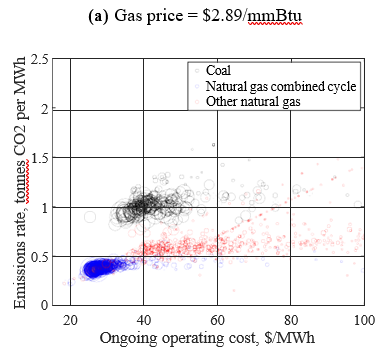 (a) Gas price = $2.89/mmBtu
Emissions rate, tonnes CO2 per MWh
2.5
2
1.5
1
0.5
0
Coal
Natural gas combined cycle
Other natural gas
20 40 60 80 100
Ongoing operating cost, $/MWh